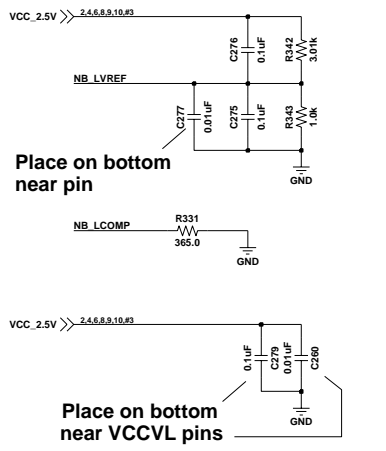 VCC_2.5V 2,4,6,8,9,10,#3
C276
0.1uF
R342
3.01k
NB_LVREF
C277
0.01uF
C275
0.1uF
R343
1.0k
Place on bottom
near pin
GND
NB_LCOMP
R331
365.0
GND
VCC_2.5V 2,4,6,8,9,10,#3
0.1uF
C279
0.01uF
C260
Place on bottom
near VCCVL pins
GND